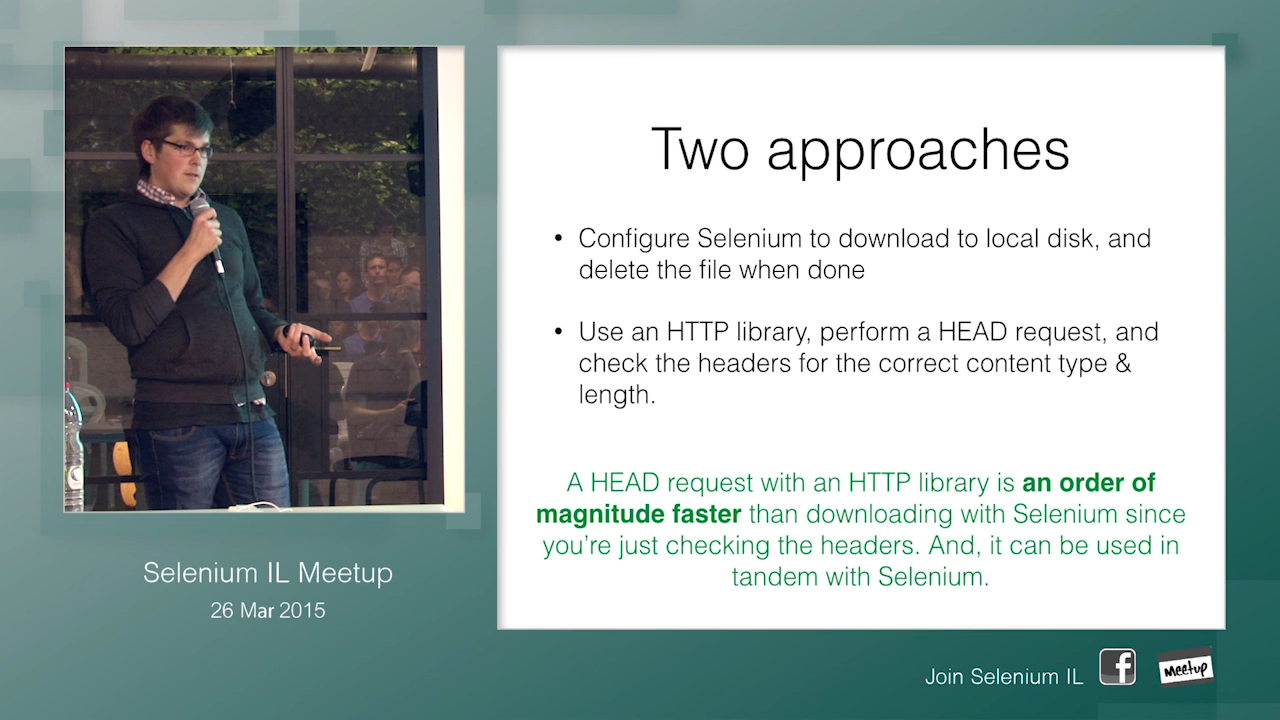 Two approaches
• Configure Selenium to download to local disk, and
delete the file when done
• Use an HTTP library, perform a HEAD request, and
check the headers for the correct content type &
length.
A HEAD request with an HTTP library is an order of
magnitude faster than downloading with Selenium since
you're just checking the headers. And, it can be used in
tandem with Selenium.
Selenium IL Meetup
26 Mar 2015
Join Selenium IL
f
Meetup